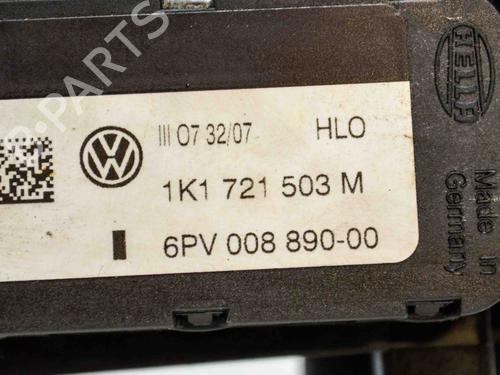 III 07 32/07 HLO
1K1 721 503 M
6PV 008 890-00
HELLA
Made in
Germany
B-PARTS